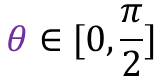 θ ∈ [0, π/2]